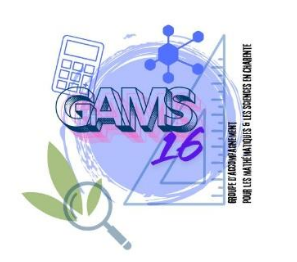 GAMS
16
GROUPE D'ACCOMPAGNEMENT
POUR LES MATHÉMATIQUES & LES SCIENCES EN CHARENTE